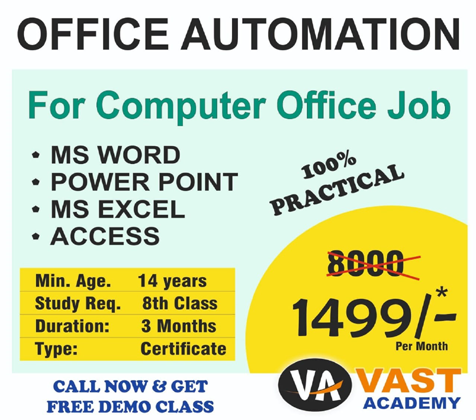 OFFICE AUTOMATION
For Computer Office Job
• MS WORD
• POWER POINT
• MS EXCEL
• ACCESS
100%
PRACTICAL
Min. Age. 14 years
Study Req. 8th Class
Duration: 3 Months
Type: Certificate
8000
1499/-*
Per Month
CALL NOW & GET
FREE DEMO CLASS
VA VAST
ACADEMY